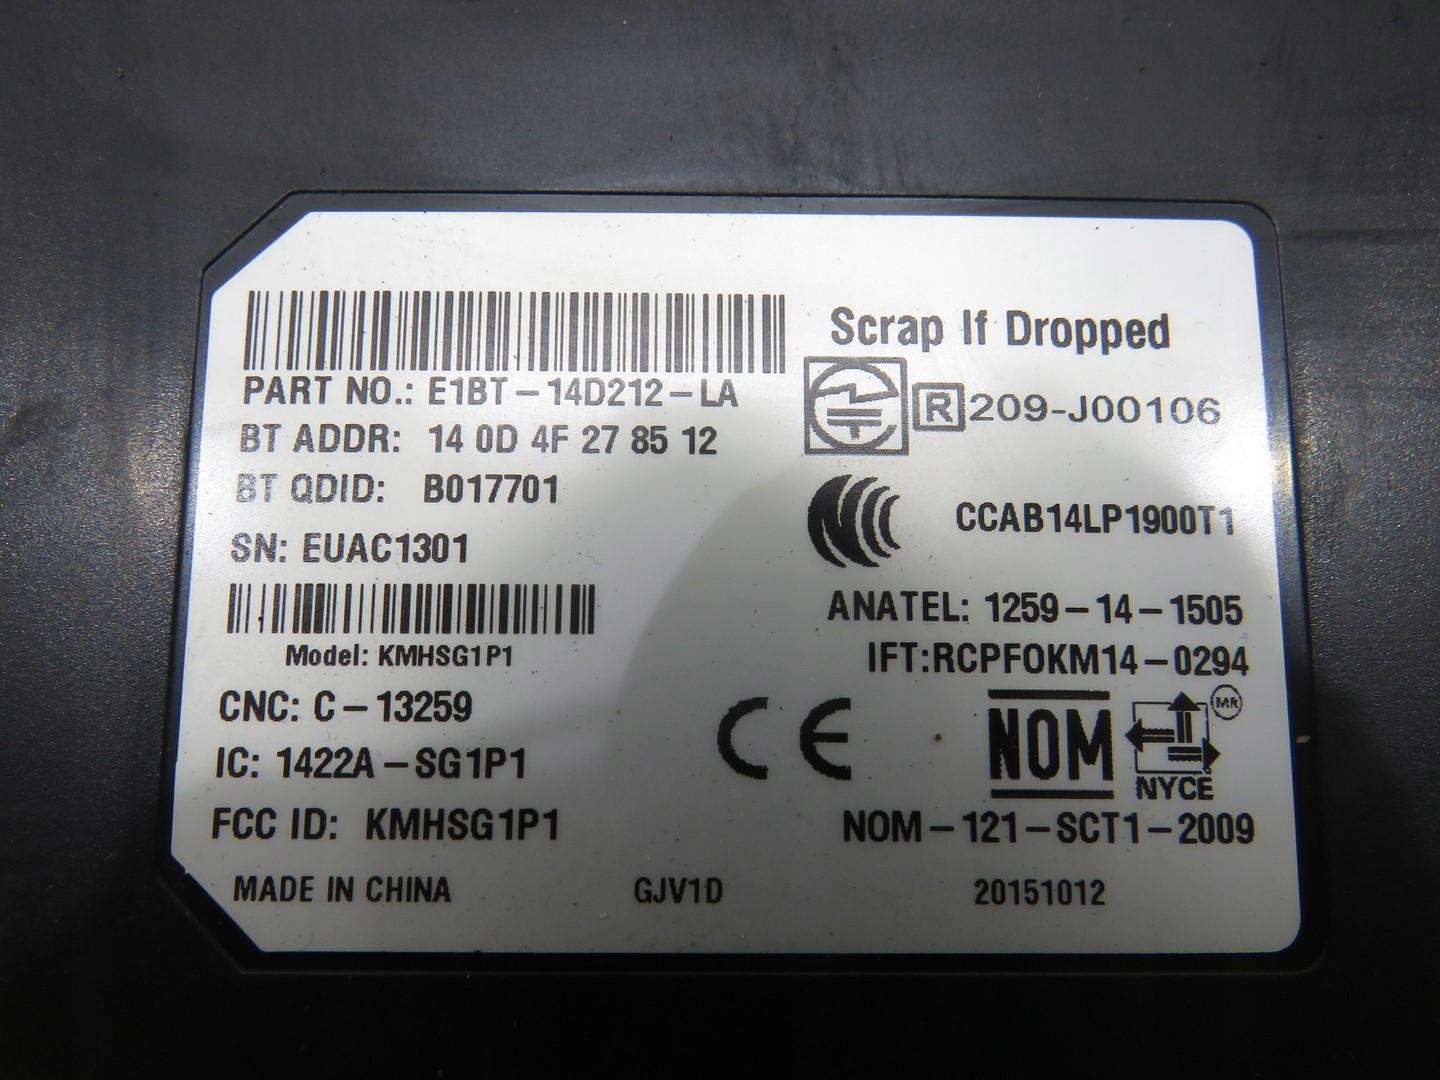 Scrap If Dropped
PART NO.: E1BT-14D212-LA
R 209-J00106
BT ADDR: 14 0D 4F 27 85 12
BT QDID: B017701
CCAB14LP1900T1
SN: EUAC1301
ANATEL: 1259-14-1505
Model: KMHSG1P1
IFT:RCPFOKM14-0294
CNC: C-13259
CE
NOM
NYCE
IC: 1422A-SG1P1
FCC ID: KMHSG1P1
NOM-121-SCT1-2009
MADE IN CHINA
GJV1D
20151012